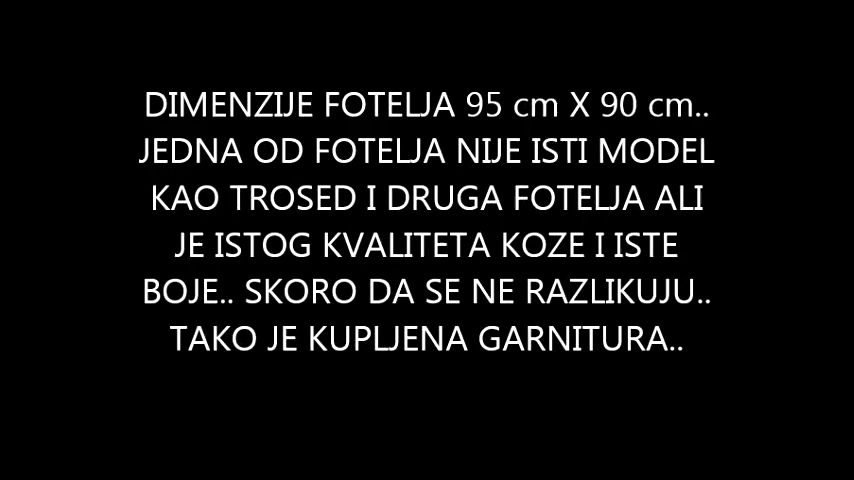 DIMENZIJE FOTELJA 95 cm X 90 cm..
JEDNA OD FOTELJA NIJE ISTI MODEL
KAO TROSED I DRUGA FOTELJA ALI
JE ISTOG KVALITETA KOZE I ISTE
BOJE.. SKORO DA SE NE RAZLIKUJU..
TAKO JE KUPLJENA GARNITURA..